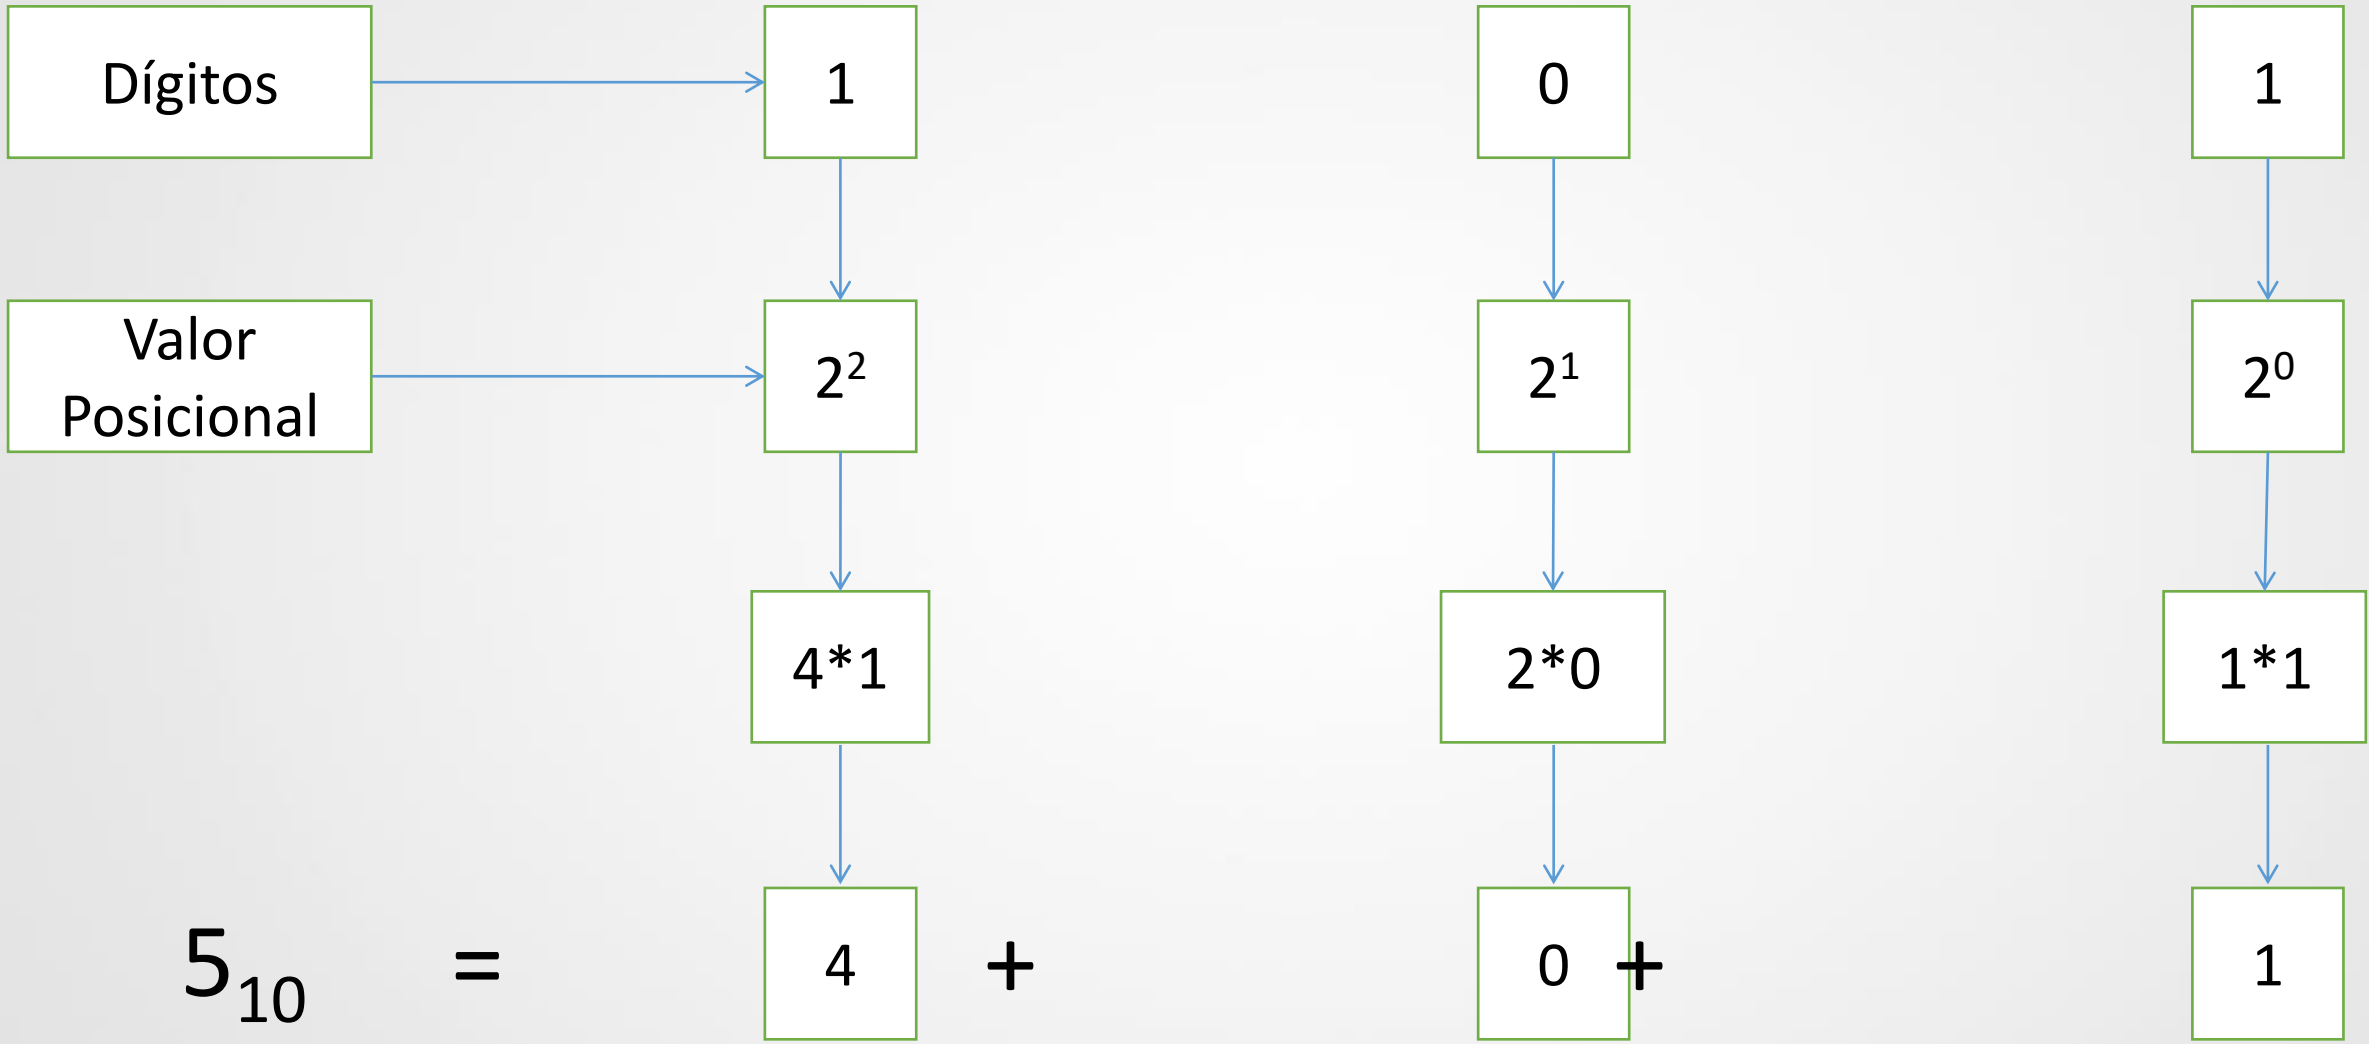 Dígitos 1 0 1
Valor
Posicional 2² 2¹ 2⁰
4*1 2*0 1*1
5₁₀ = 4 + 0 + 1